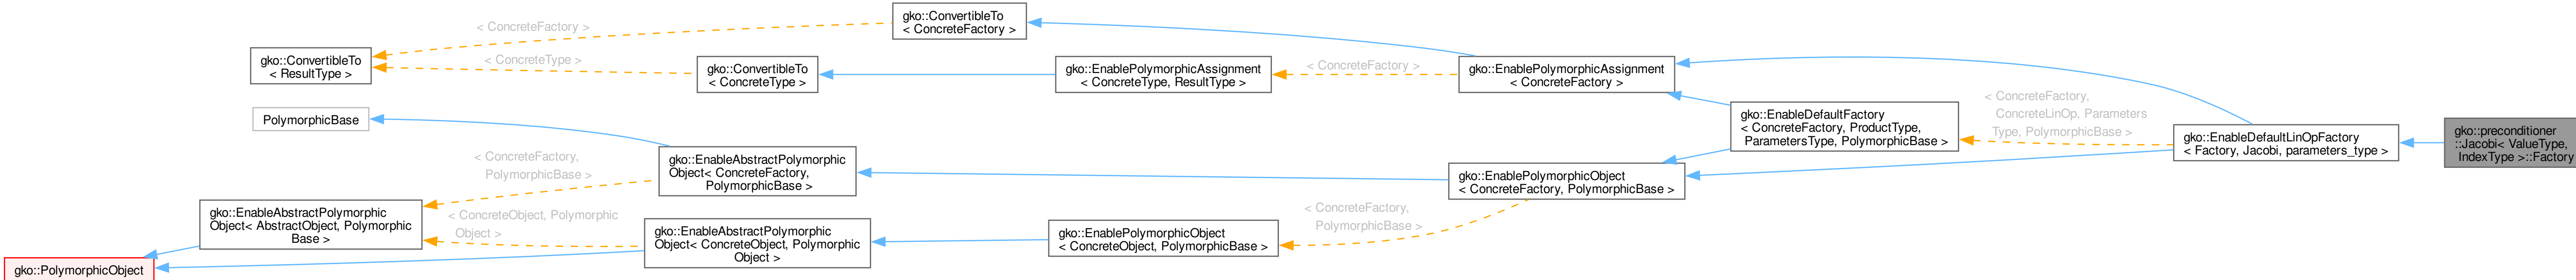 gko::ConvertibleTo
< ConcreteFactory >
< ConcreteFactory >
gko::ConvertibleTo
< ResultType >
< ConcreteType >
gko::ConvertibleTo
< ConcreteType >
gko::EnablePolymorphicAssignment
< ConcreteType, ResultType >
< ConcreteFactory >
gko::EnablePolymorphicAssignment
< ConcreteFactory >
PolymorphicBase
gko::EnableDefaultFactory
< ConcreteFactory, ProductType,
ParametersType, PolymorphicBase >
< ConcreteFactory,
ConcreteLinOp, Parameters
Type, PolymorphicBase >
gko::EnableDefaultLinOpFactory
< Factory, Jacobi, parameters_type >
gko::preconditioner
::Jacobi< ValueType,
IndexType >::Factory
< ConcreteFactory,
PolymorphicBase >
gko::EnableAbstractPolymorphic
Object< ConcreteFactory,
PolymorphicBase >
gko::EnablePolymorphicObject
< ConcreteFactory, PolymorphicBase >
gko::EnableAbstractPolymorphic
Object< AbstractObject, Polymorphic
Base >
< ConcreteObject, Polymorphic
Object >
gko::EnableAbstractPolymorphic
Object< ConcreteObject, Polymorphic
Object >
gko::EnablePolymorphicObject
< ConcreteObject, PolymorphicBase >
< ConcreteFactory,
PolymorphicBase >
gko::PolymorphicObject